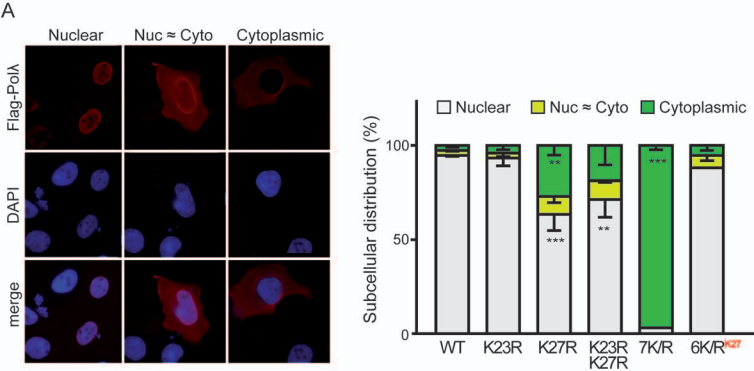 A
Nuclear Nuc ≈ Cyto Cytoplasmic
Flag-Polλ
DAPI
merge
Nuclear Nuc ≈ Cyto Cytoplasmic
Subcellular distribution (%)
100
50
0
** *** ** ***
WT K23R K27R K23R K27R 7K/R 6K/R^K27